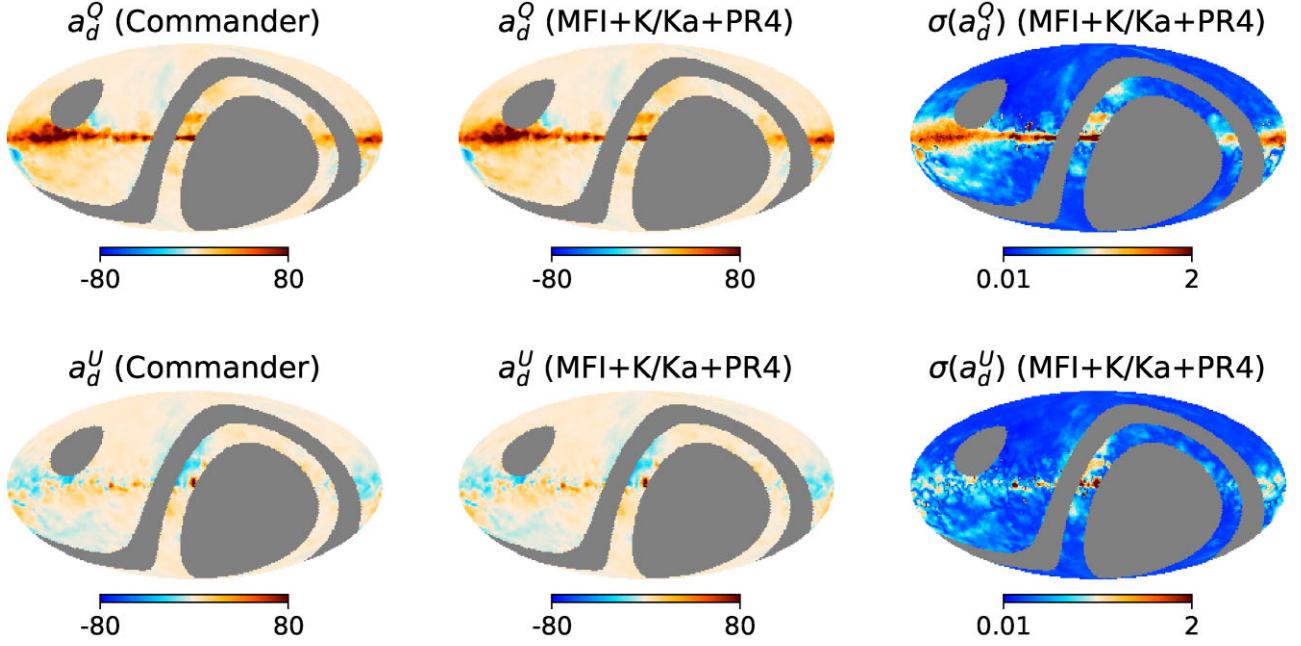 a_d^Q (Commander) a_d^Q (MFI+K/Ka+PR4) σ(a_d^Q) (MFI+K/Ka+PR4)
-80 80 -80 80 0.01 2
a_d^U (Commander) a_d^U (MFI+K/Ka+PR4) σ(a_d^U) (MFI+K/Ka+PR4)
-80 80 -80 80 0.01 2